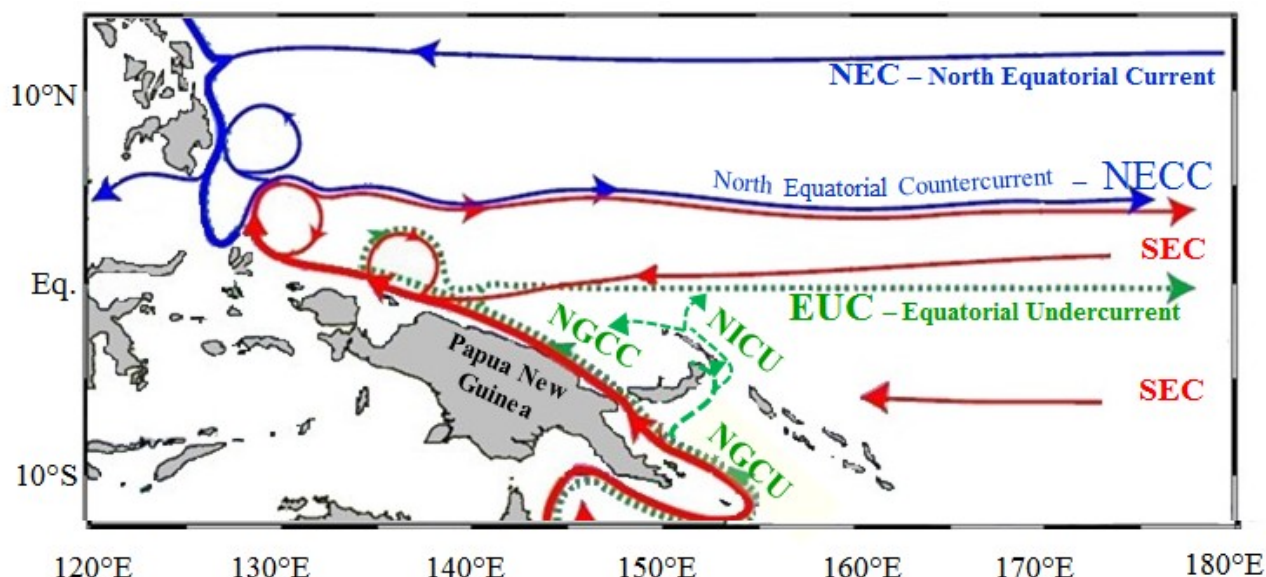 10°N
NEC – North Equatorial Current
North Equatorial Countercurrent – NECC
SEC
Eq.
EUC – Equatorial Undercurrent
NGCC
NICU
Papua New
Guinea
SEC
NGCU
10°S
120°E 130°E 140°E 150°E 160°E 170°E 180°E